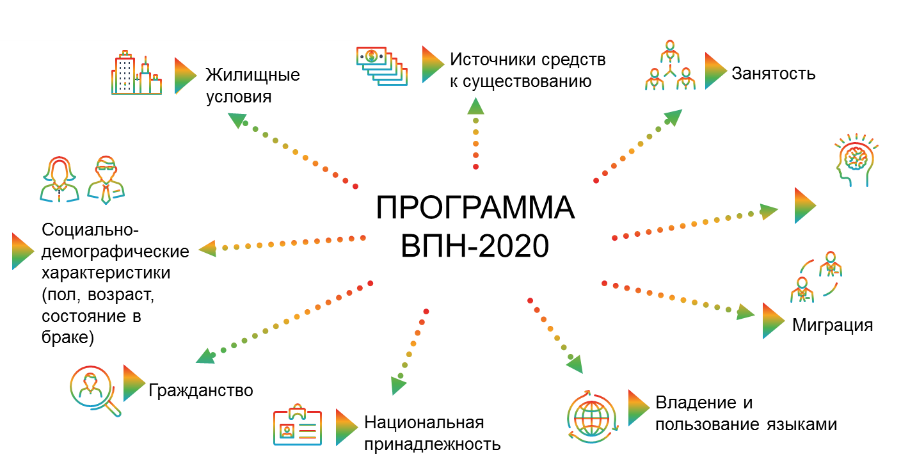 Жилищные
условия
Источники средств
к существованию
Занятость
ПРОГРАММА
ВПН-2020
Социально-
демографические
характеристики
(пол, возраст,
состояние в
браке)
Миграция
Гражданство
Национальная
принадлежность
Владение и
пользование языками